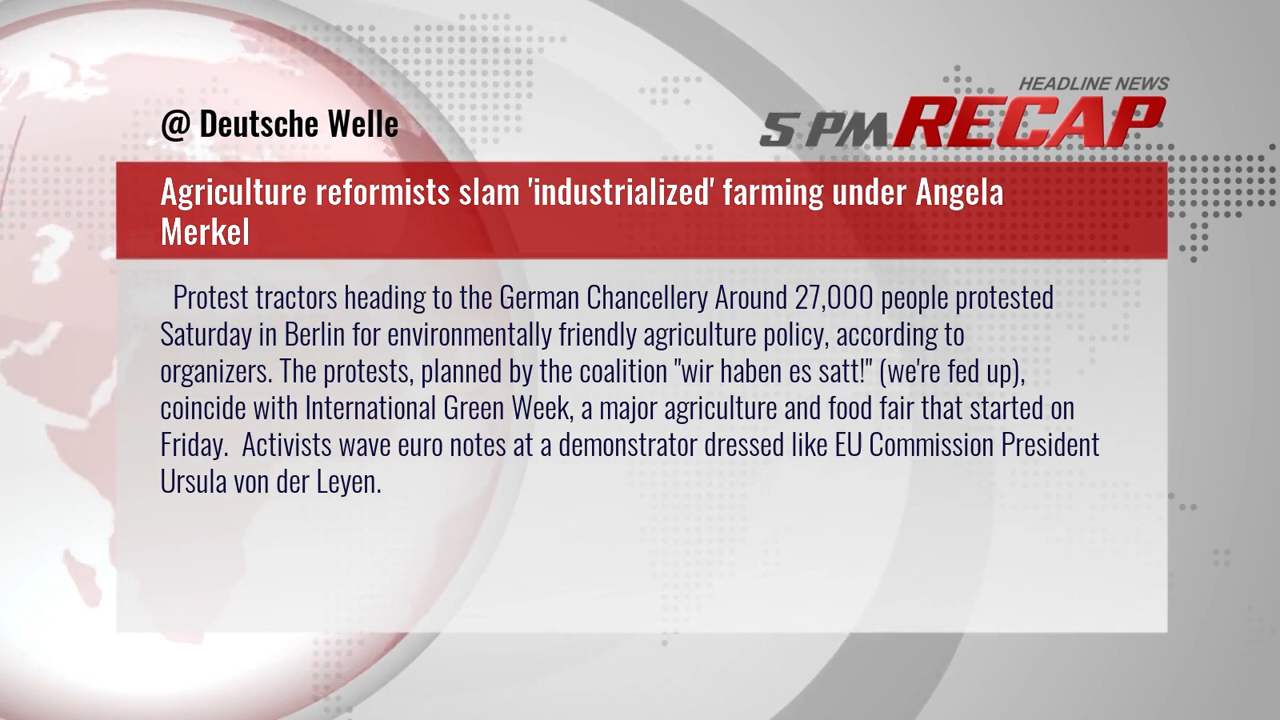 HEADLINE NEWS
5 PM RECAP
@ Deutsche Welle
Agriculture reformists slam 'industrialized' farming under Angela
Merkel
Protest tractors heading to the German Chancellery Around 27,000 people protested
Saturday in Berlin for environmentally friendly agriculture policy, according to
organizers. The protests, planned by the coalition "wir haben es satt!" (we're fed up),
coincide with International Green Week, a major agriculture and food fair that started on
Friday.  Activists wave euro notes at a demonstrator dressed like EU Commission President
Ursula von der Leyen.